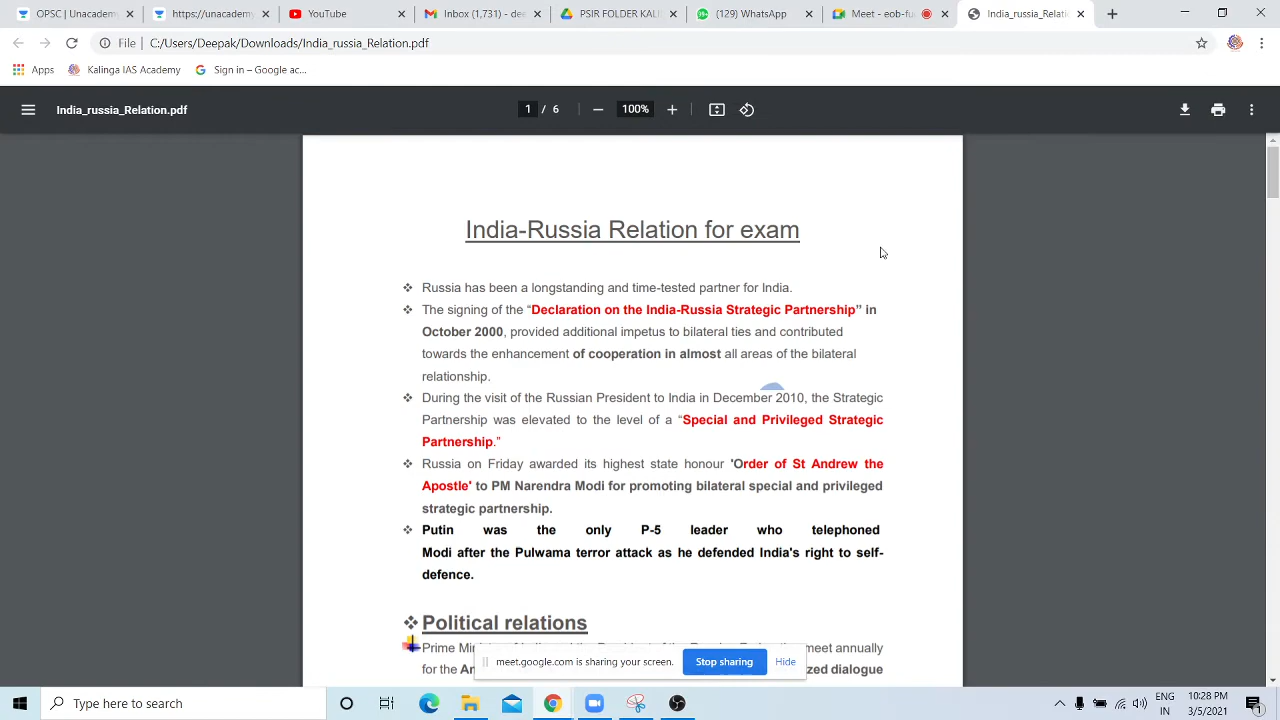 OPSC | Unacadem
https://unacadem
YouTube
Inbox (1,731) - dee
PSIR FOLDER KALI
(129) WhatsApp
Meet - eob-fu
India_russia_Relati
File | C:/Users/Deepak/Downloads/India_russia_Relation.pdf
Apps Kalinga IAS Academy Sign in – Google ac...
India_russia_Relation.pdf 1 / 6 100%
India-Russia Relation for exam
❖ Russia has been a longstanding and time-tested partner for India.
❖ The signing of the “Declaration on the India-Russia Strategic Partnership” in
October 2000, provided additional impetus to bilateral ties and contributed
towards the enhancement of cooperation in almost all areas of the bilateral
relationship.
❖ During the visit of the Russian President to India in December 2010, the Strategic
Partnership was elevated to the level of a “Special and Privileged Strategic
Partnership.”
❖ Russia on Friday awarded its highest state honour 'Order of St Andrew the
Apostle' to PM Narendra Modi for promoting bilateral special and privileged
strategic partnership.
❖ Putin was the only P-5 leader who telephoned
Modi after the Pulwama terror attack as he defended India's right to self-
defence.
❖ Political relations
Prime meet annually
for the dialogue
meet.google.com is sharing your screen. Stop sharing Hide
Type here to search
ENG
IN
10:28 PM
3/5/2021